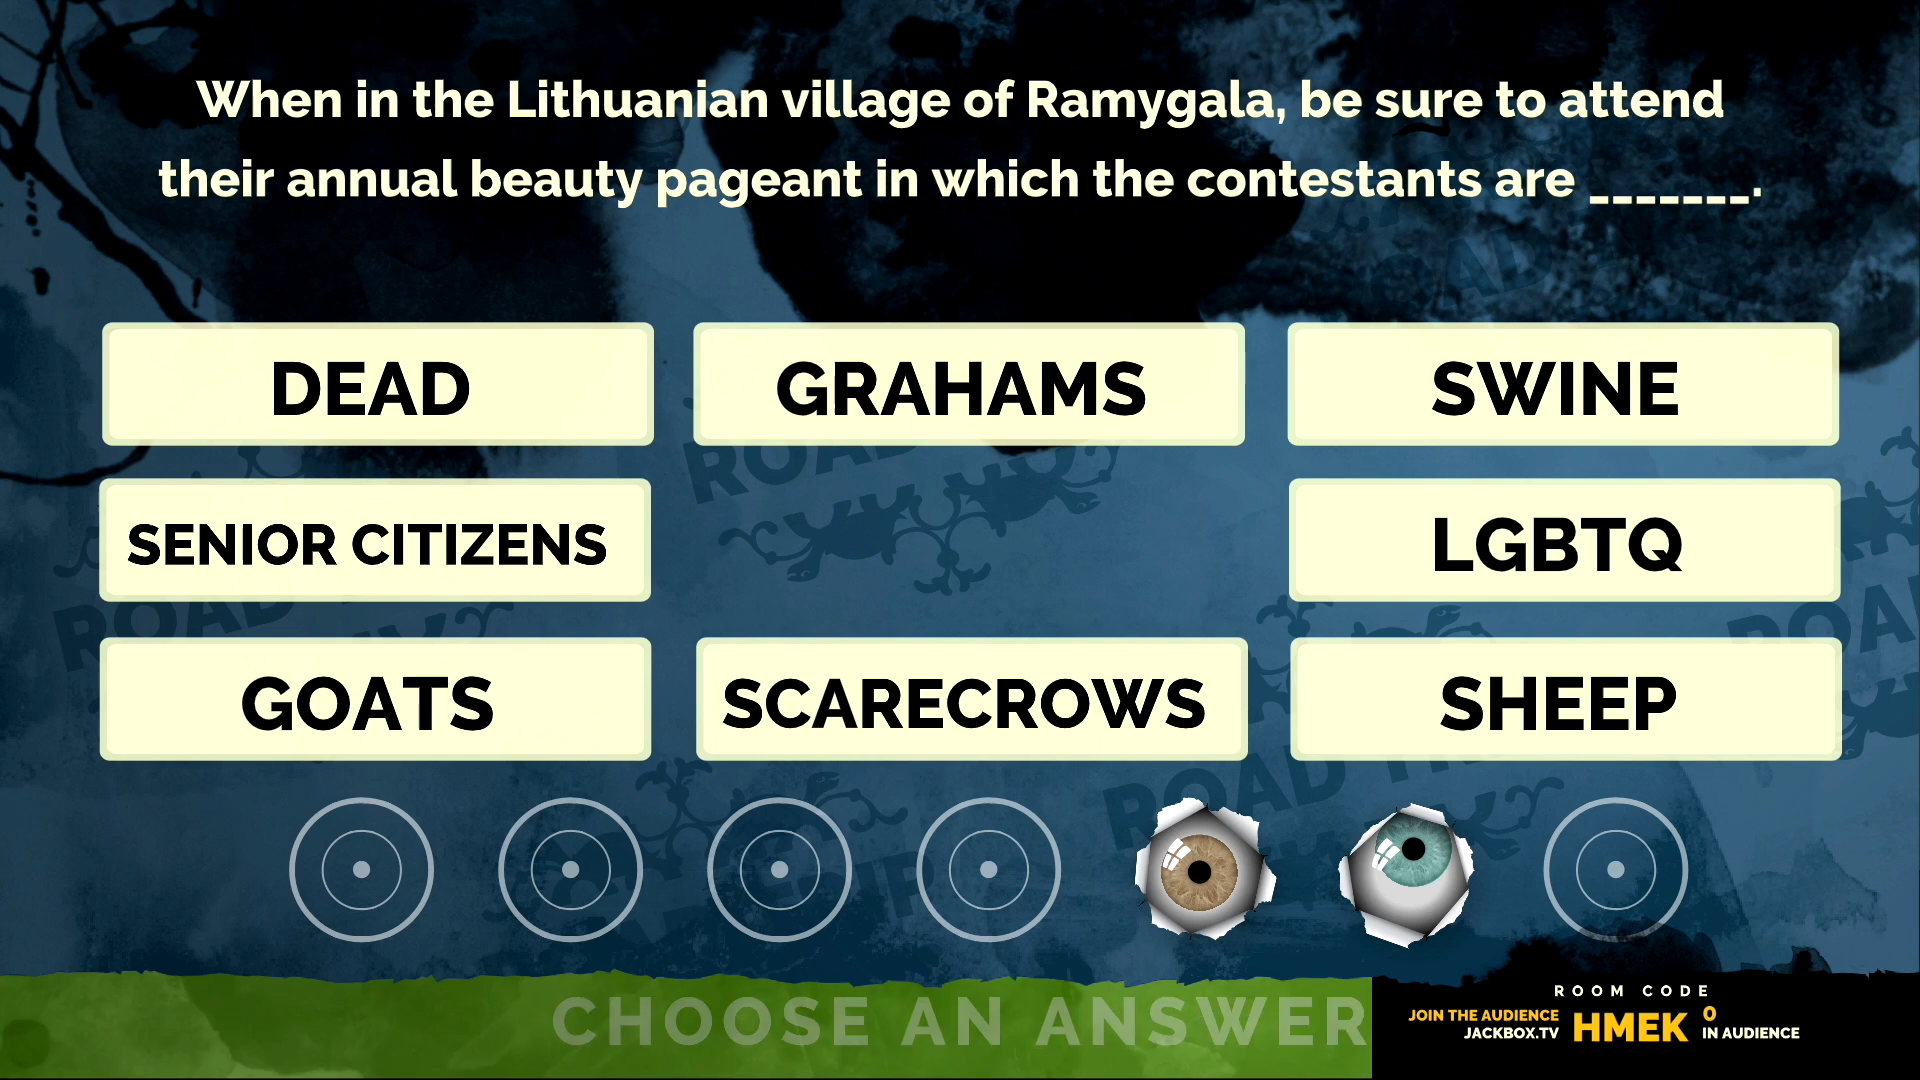 When in the Lithuanian village of Ramygala, be sure to attend
their annual beauty pageant in which the contestants are _______.
DEAD
GRAHAMS
SWINE
SENIOR CITIZENS
LGBTQ
GOATS
SCARECROWS
SHEEP
CHOOSE AN ANSWER
ROOM CODE
JOIN THE AUDIENCE
JACKBOX.TV
HMEK
0
IN AUDIENCE